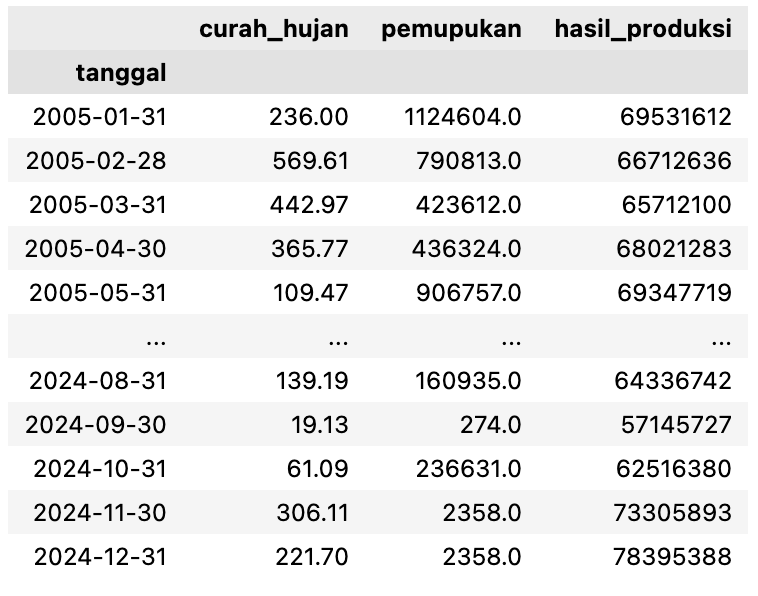 curah_hujan pemupukan hasil_produksi
tanggal
2005-01-31 236.00 1124604.0 69531612
2005-02-28 569.61 790813.0 66712636
2005-03-31 442.97 423612.0 65712100
2005-04-30 365.77 436324.0 68021283
2005-05-31 109.47 906757.0 69347719
... ... ... ...
2024-08-31 139.19 160935.0 64336742
2024-09-30 19.13 274.0 57145727
2024-10-31 61.09 236631.0 62516380
2024-11-30 306.11 2358.0 73305893
2024-12-31 221.70 2358.0 78395388